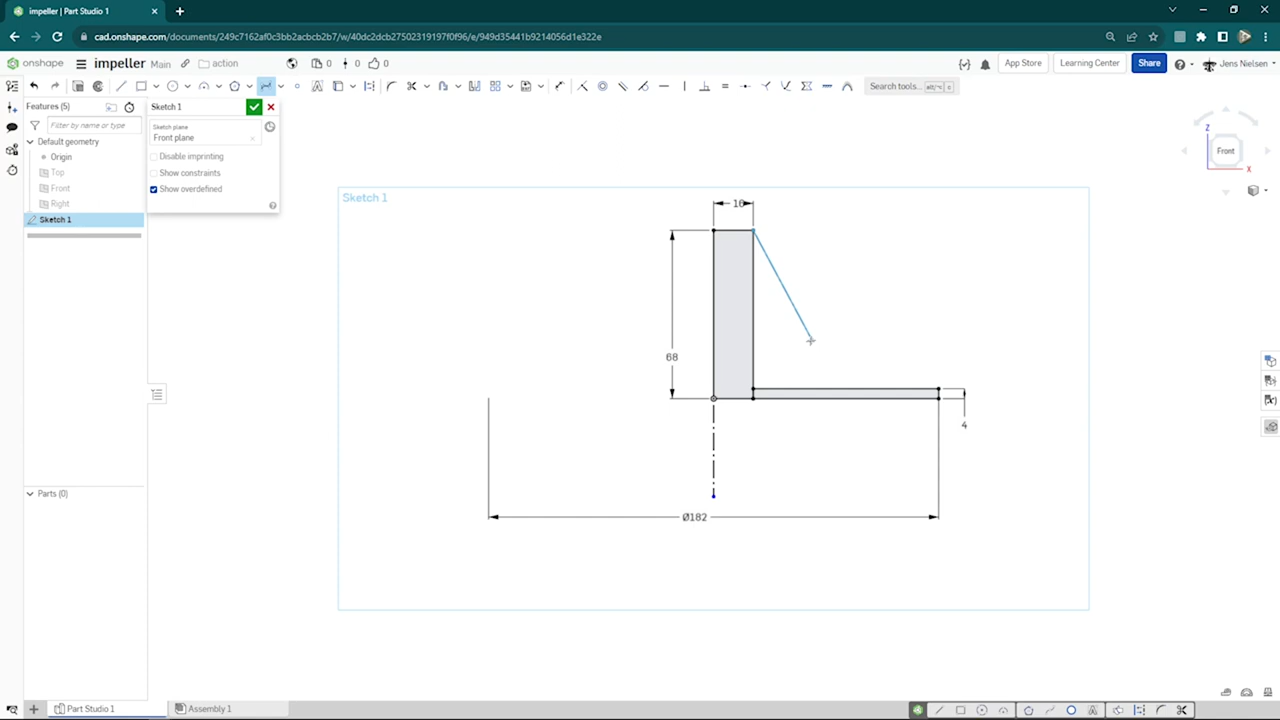 impeller | Part Studio 1
cad.onshape.com/documents/249c7162af0c3bb2acbcb2b7/w/40dc2dcb27502319197f0f96/e/949d35441b9214056d1e322e
onshape
impeller Main
action
0
0
0
App Store
Learning Center
Share
Jens Nielsen
Search tools...
alt/⌥
c
Features (5)
Filter by name or type
Default geometry
Origin
Top
Front
Right
Sketch 1
Parts (0)
Sketch 1
Sketch plane
Front plane
Disable imprinting
Show constraints
Show overdefined
Sketch 1
16
68
4
Ø182
Z
Front
X
Part Studio 1
Assembly 1